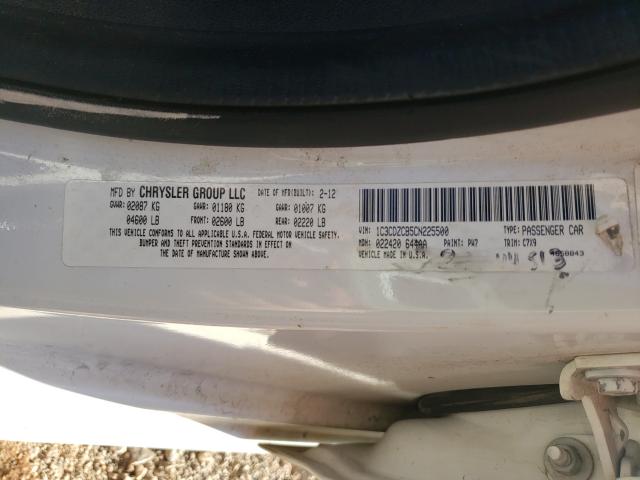 MFD BY CHRYSLER GROUP LLC DATE OF MFR(BUILT): 2-12
GVWR: 02087 KG GAWR: 01180 KG GAWR: 01007 KG
04600 LB FRONT: 02600 LB REAR: 02220 LB
THIS VEHICLE CONFORMS TO ALL APPLICABLE U.S.A. FEDERAL MOTOR VEHICLE SAFETY,
BUMPER AND THEFT PREVENTION STANDARDS IN EFFECT ON
THE DATE OF MANUFACTURE SHOWN ABOVE.
VIN: 1C3CDZCB5CN225500 TYPE: PASSENGER CAR
MDH: 022420 644AA PAINT: PW7 TRIM: C7X9
VEHICLE MADE IN U.S.A. 513